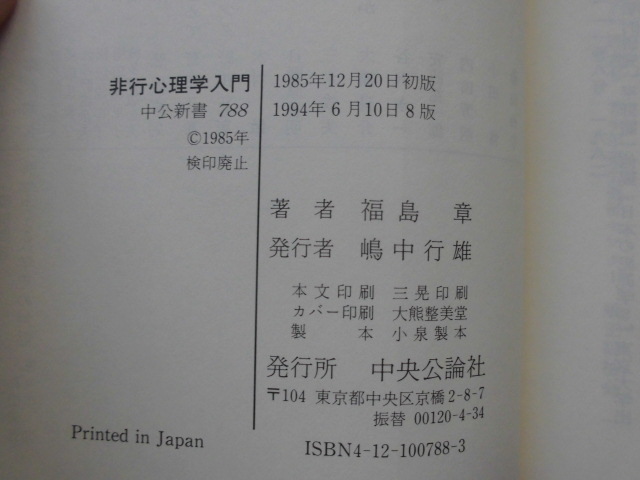 非行心理学入門
中公新書 788
©1985年
検印廃止
1985年12月20日初版
1994年6月10日8版
著者 福島 章
発行者 嶋中行雄
本文印刷 三晃印刷
カバー印刷 大熊整美堂
製本 小泉製本
発行所 中央公論社
〒104 東京都中央区京橋2-8-7
振替 00120-4-34
Printed in Japan
ISBN4-12-100788-3